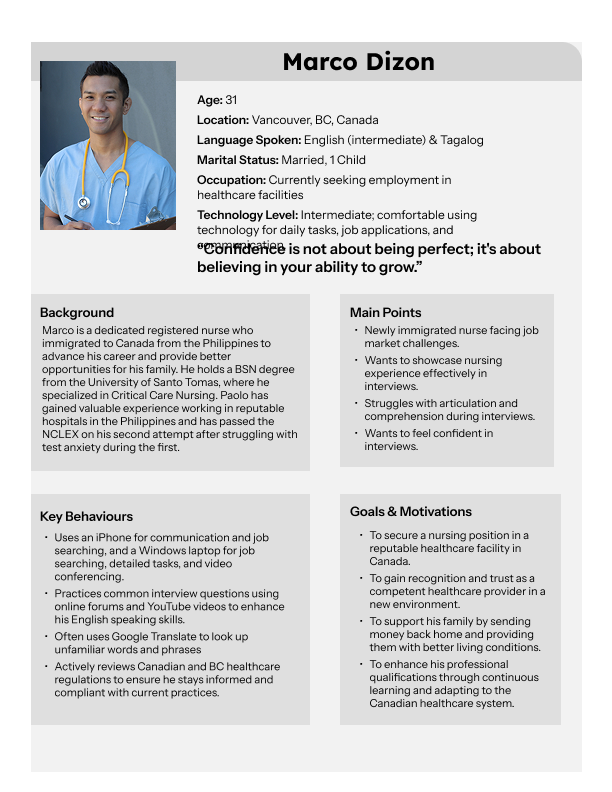 Marco Dizon
Age: 31
Location: Vancouver, BC, Canada
Language Spoken: English (intermediate) & Tagalog
Marital Status: Married, 1 Child
Occupation: Currently seeking employment in
healthcare facilities
Technology Level: Intermediate; comfortable using
technology for daily tasks, job applications, and
communication
“Confidence is not about being perfect; it's about
believing in your ability to grow.”
Background
Marco is a dedicated registered nurse who
immigrated to Canada from the Philippines to
advance his career and provide better
opportunities for his family. He holds a BSN degree
from the University of Santo Tomas, where he
specialized in Critical Care Nursing. Paolo has
gained valuable experience working in reputable
hospitals in the Philippines and has passed the
NCLEX on his second attempt after struggling with
test anxiety during the first.
Main Points
• Newly immigrated nurse facing job
market challenges.
• Wants to showcase nursing
experience effectively in
interviews.
• Struggles with articulation and
comprehension during interviews.
• Wants to feel confident in
interviews.
Key Behaviours
• Uses an iPhone for communication and job
searching, and a Windows laptop for job
searching, detailed tasks, and video
conferencing.
• Practices common interview questions using
online forums and YouTube videos to enhance
his English speaking skills.
• Often uses Google Translate to look up
unfamiliar words and phrases
• Actively reviews Canadian and BC healthcare
regulations to ensure he stays informed and
compliant with current practices.
Goals & Motivations
• To secure a nursing position in a
reputable healthcare facility in
Canada.
• To gain recognition and trust as a
competent healthcare provider in a
new environment.
• To support his family by sending
money back home and providing
them with better living conditions.
• To enhance his professional
qualifications through continuous
learning and adapting to the
Canadian healthcare system.